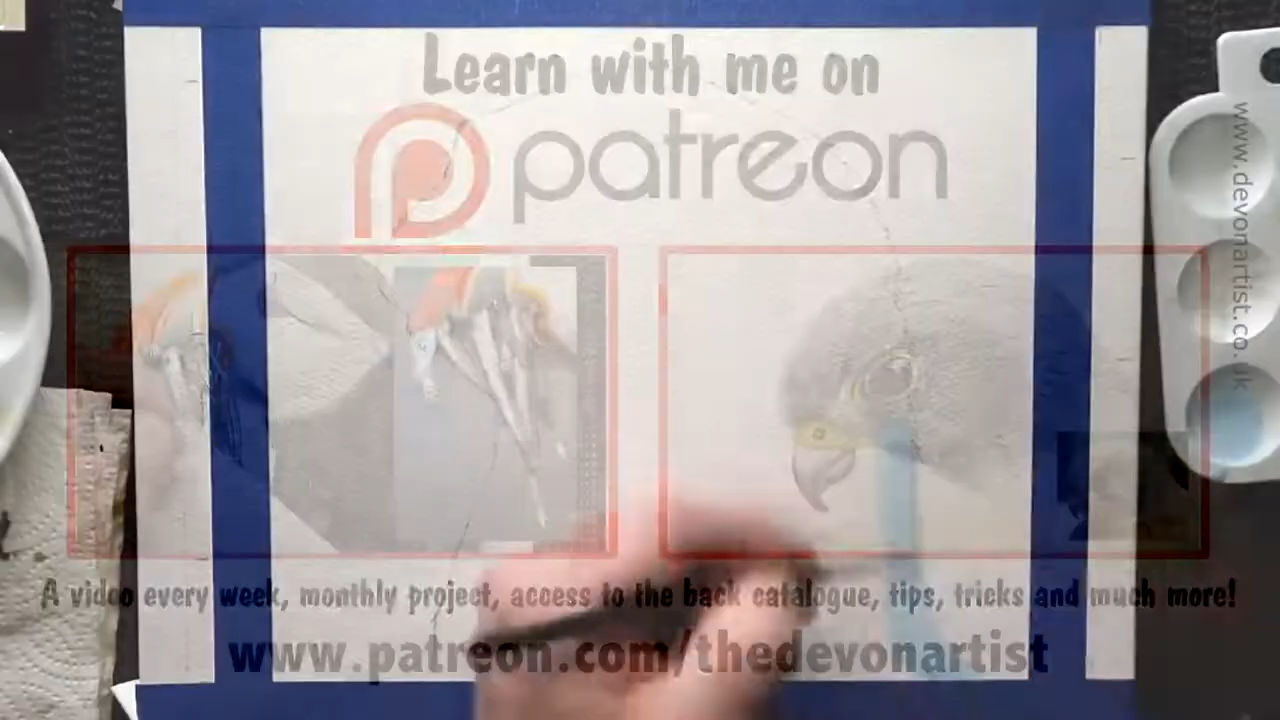 Learn with me on
patreon
www.devonartist.co.uk
A video every week, monthly project, access to the back catalogue, tips, tricks and much more!
www.patreon.com/thedevonartist